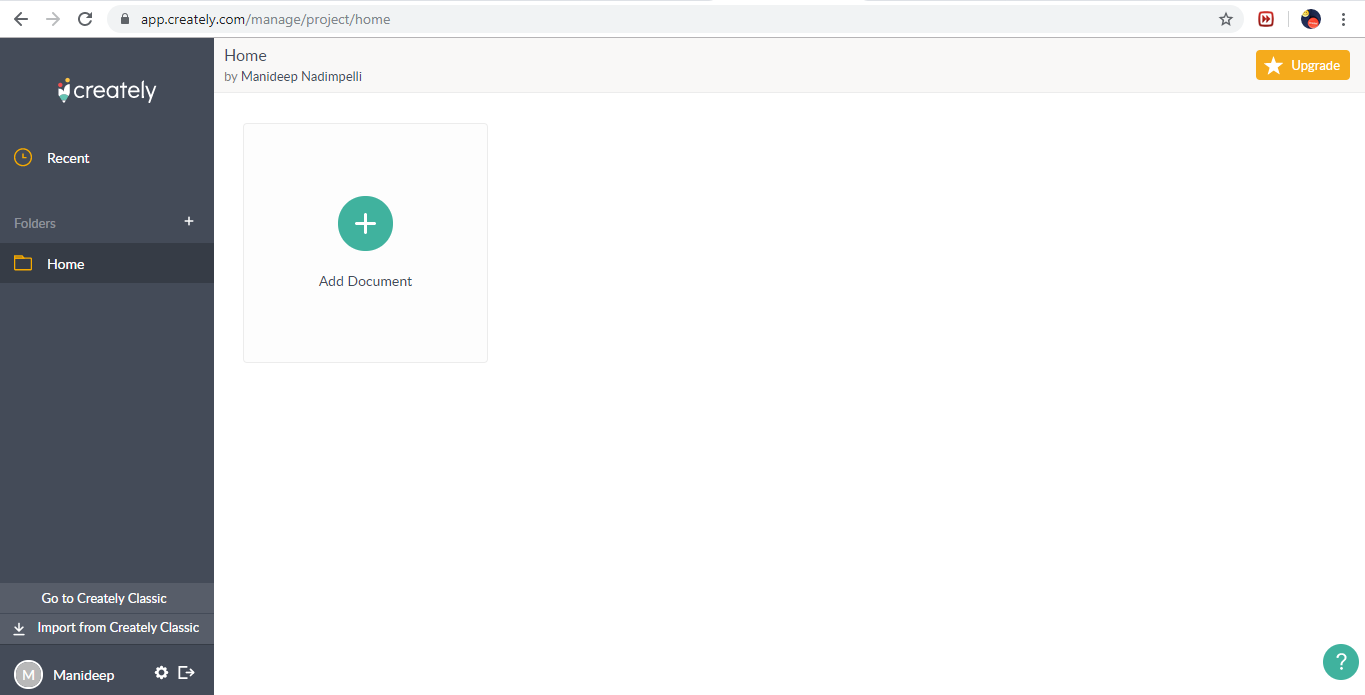 app.creately.com/manage/project/home
creately
Recent
Folders +
Home
Go to Creately Classic
Import from Creately Classic
M Manideep
Home
by Manideep Nadimpelli
Upgrade
+
Add Document
?